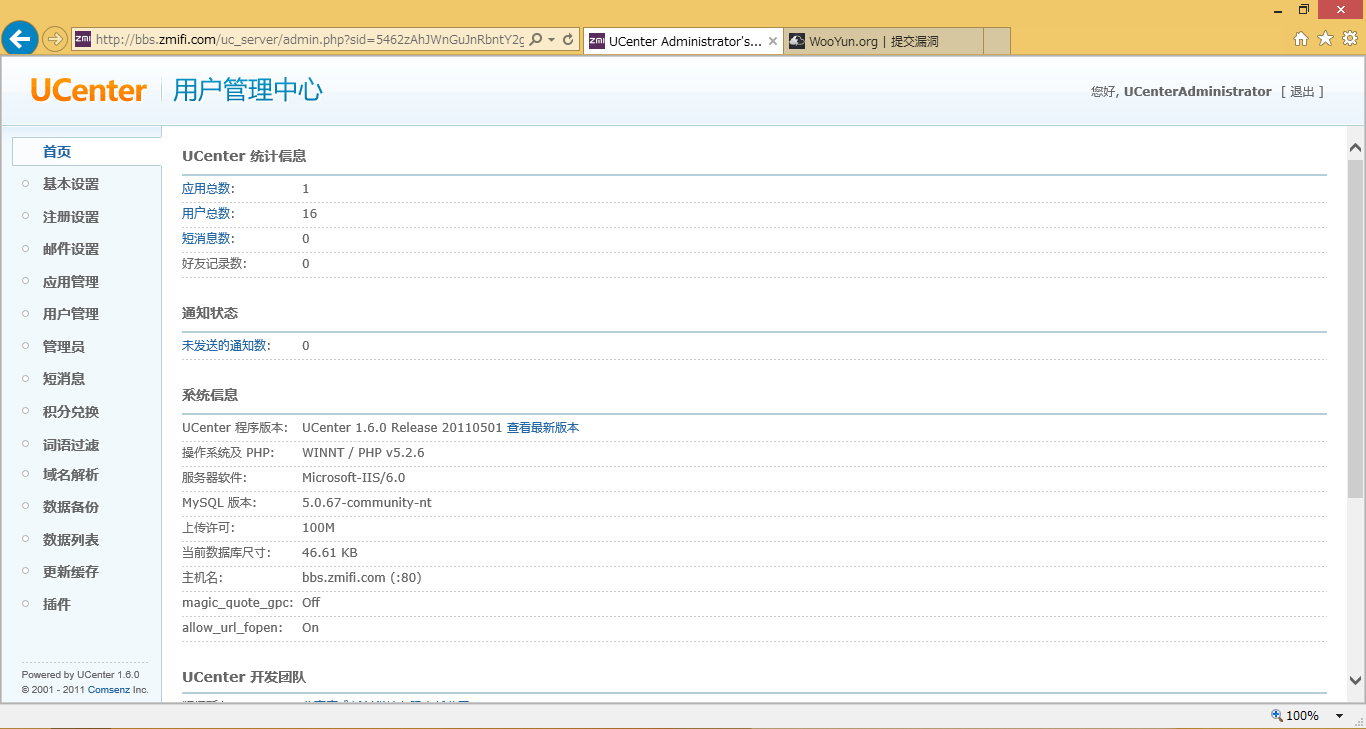 http://bbs.zmifi.com/uc_server/admin.php?sid=5462zAhJWnGuJnRbntY2g
ZMI UCenter Administrator's...
WooYun.org | 提交漏洞
UCenter 用户管理中心
您好, UCenterAdministrator [ 退出 ]
首页
基本设置
注册设置
邮件设置
应用管理
用户管理
管理员
短消息
积分兑换
词语过滤
域名解析
数据备份
数据列表
更新缓存
插件
Powered by UCenter 1.6.0
© 2001 - 2011 Comsenz Inc.
UCenter 统计信息
应用总数: 1
用户总数: 16
短消息数: 0
好友记录数: 0
通知状态
未发送的通知数: 0
系统信息
UCenter 程序版本: UCenter 1.6.0 Release 20110501 查看最新版本
操作系统及 PHP: WINNT / PHP v5.2.6
服务器软件: Microsoft-IIS/6.0
MySQL 版本: 5.0.67-community-nt
上传许可: 100M
当前数据库尺寸: 46.61 KB
主机名: bbs.zmifi.com (:80)
magic_quote_gpc: Off
allow_url_fopen: On
UCenter 开发团队
100%